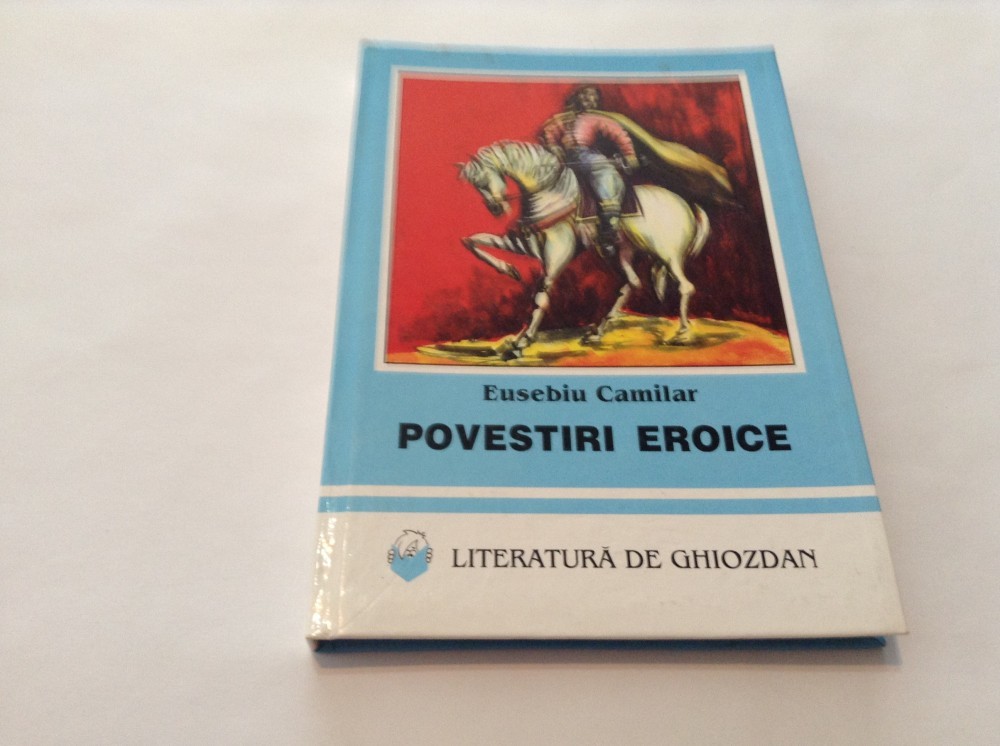 Eusebiu Camilar
POVESTIRI EROICE
LITERATURĂ DE GHIOZDAN